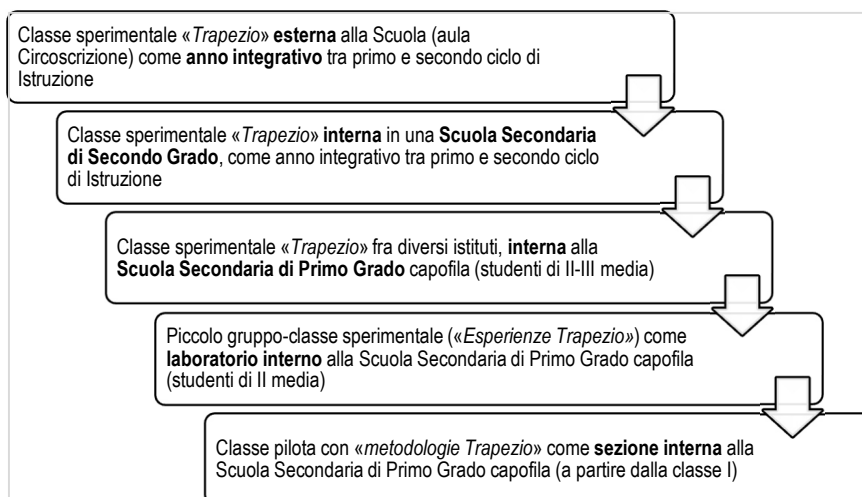 Classe sperimentale «Trapezio» esterna alla Scuola (aula
Circoscrizione) come anno integrativo tra primo e secondo ciclo di
Istruzione
Classe sperimentale «Trapezio» interna in una Scuola Secondaria
di Secondo Grado, come anno integrativo tra primo e secondo ciclo
di Istruzione
Classe sperimentale «Trapezio» fra diversi istituti, interna alla
Scuola Secondaria di Primo Grado capofila (studenti di II-III media)
Piccolo gruppo-classe sperimentale («Esperienze Trapezio») come
laboratorio interno alla Scuola Secondaria di Primo Grado capofila
(studenti di II media)
Classe pilota con «metodologie Trapezio» come sezione interna alla
Scuola Secondaria di Primo Grado capofila (a partire dalla classe I)